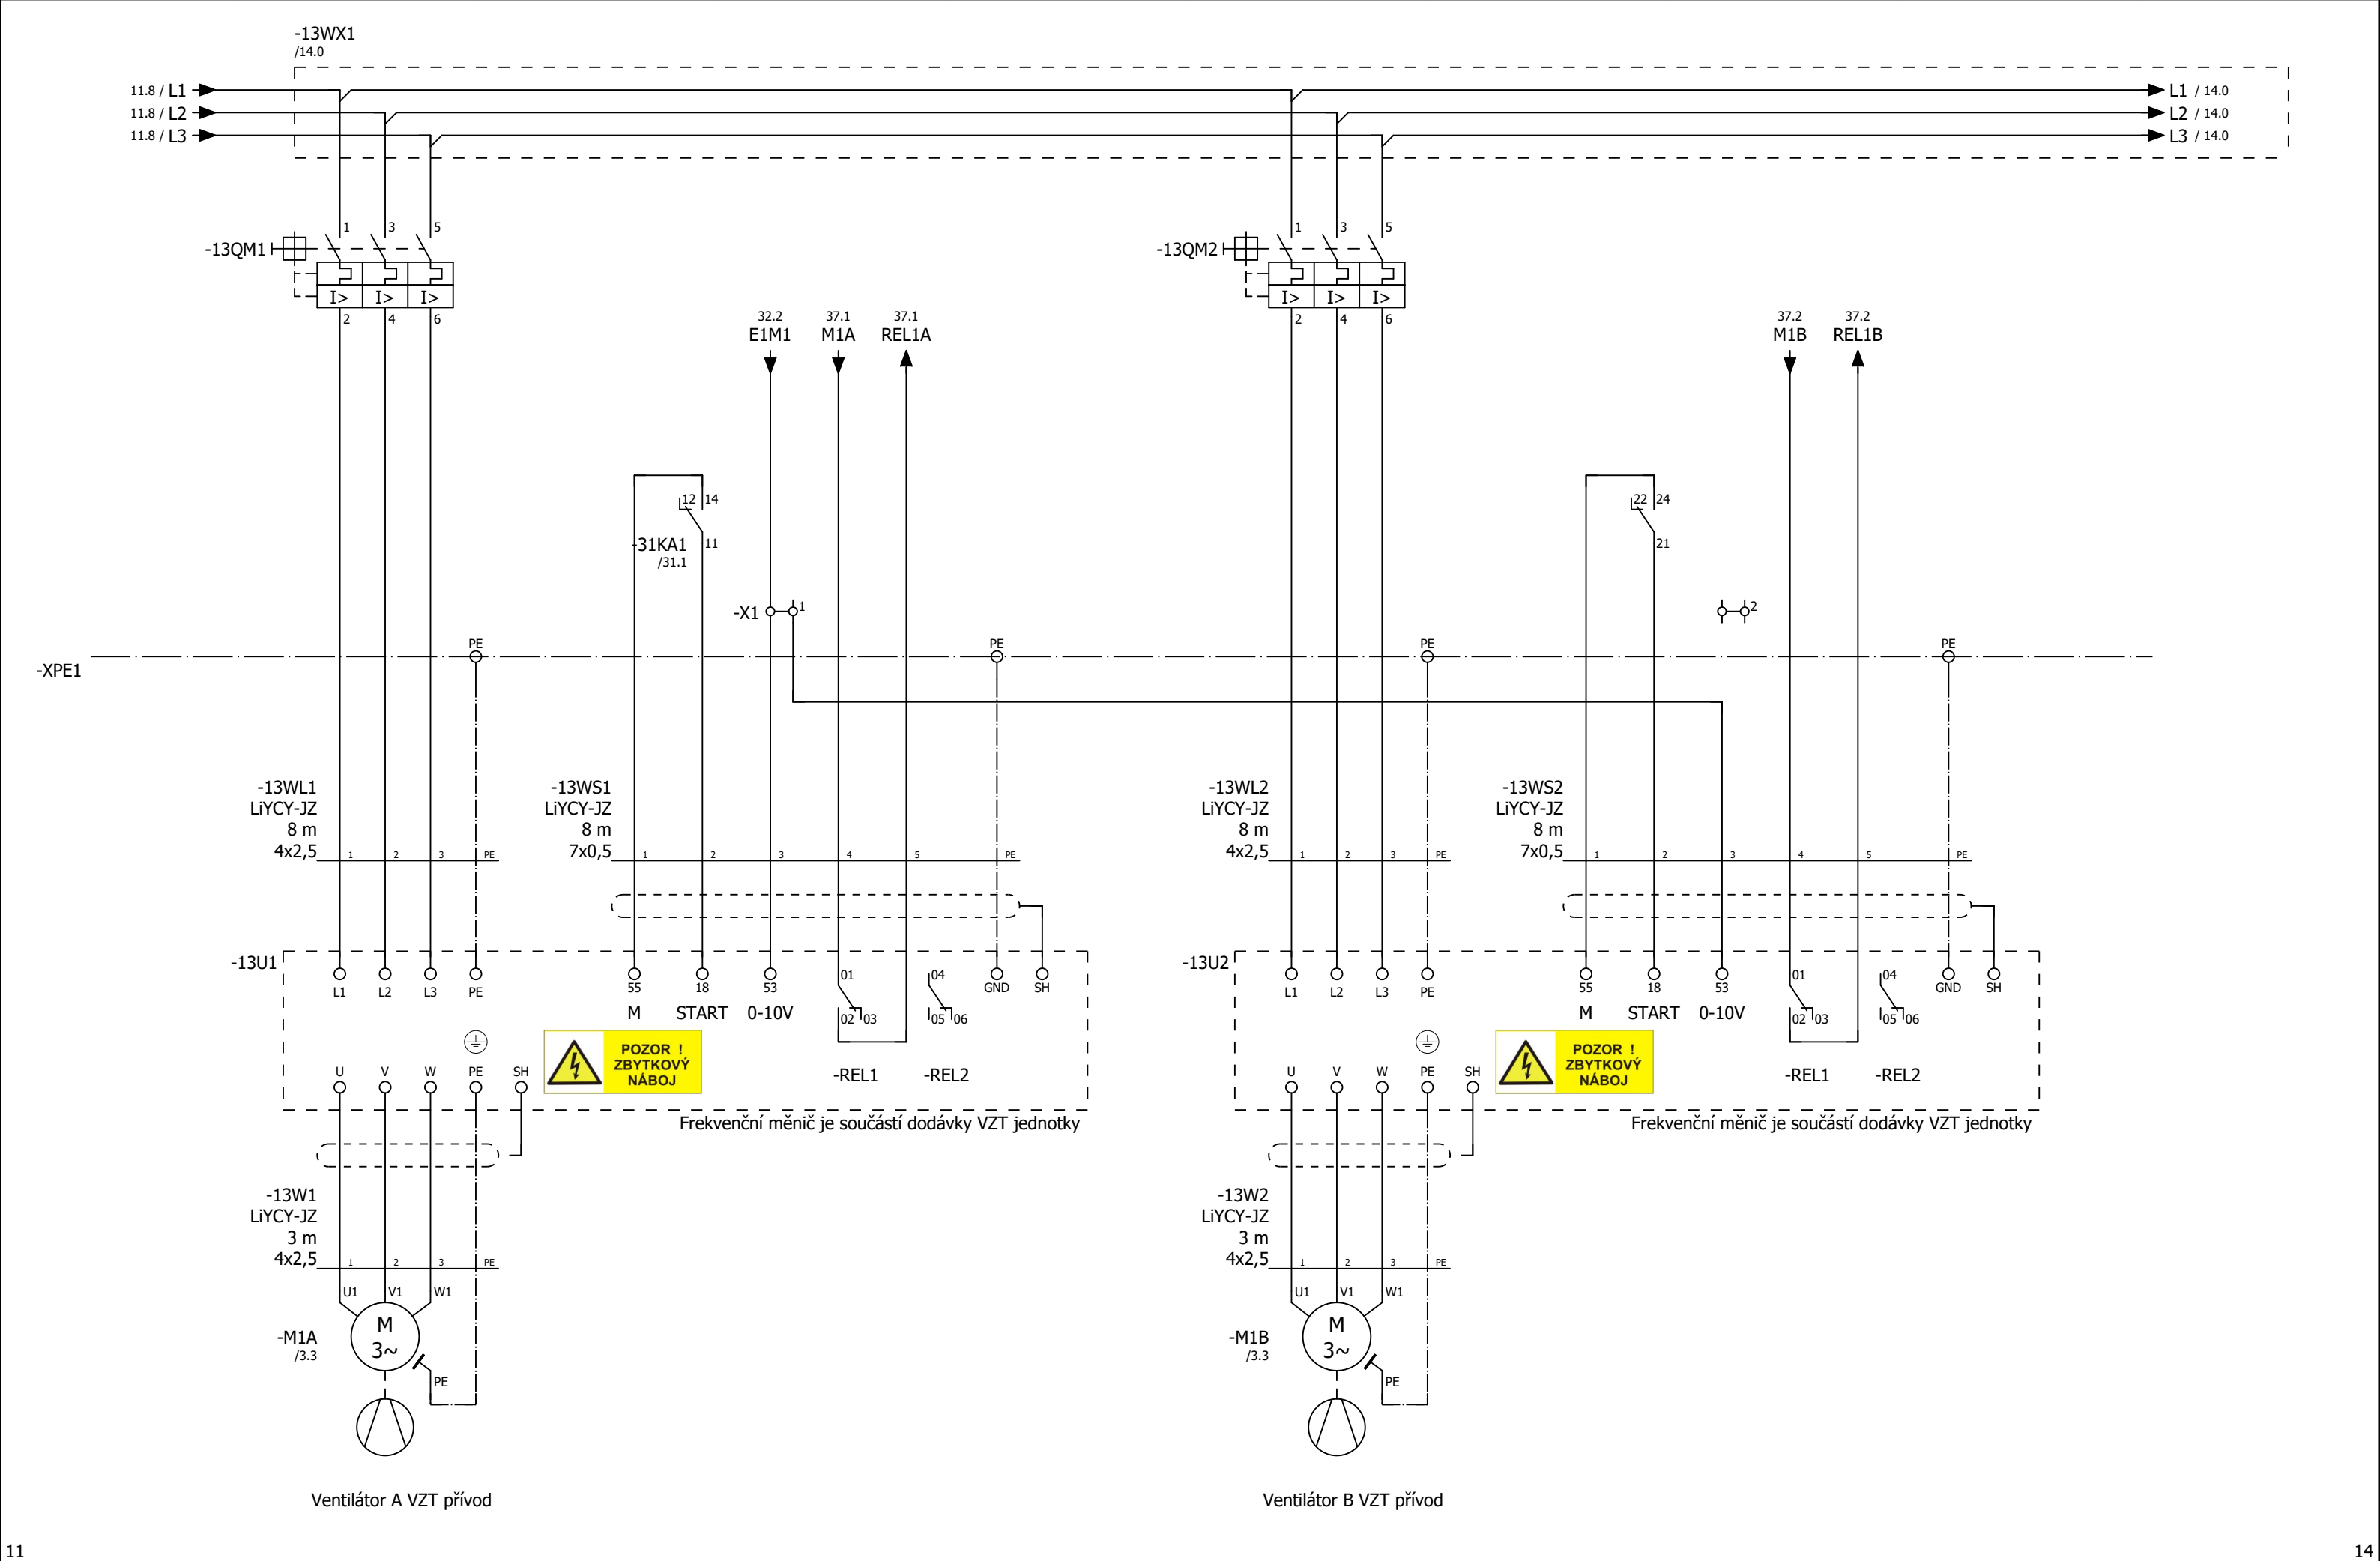 -13WX1
/14.0
11.8 / L1
L1 / 14.0
11.8 / L2
L2 / 14.0
11.8 / L3
L3 / 14.0
-13QM1
1 3 5
I> I> I>
2 4 6
-13QM2
1 3 5
I> I> I>
2 4 6
32.2 37.1 37.1
E1M1 M1A REL1A
37.2 37.2
M1B REL1B
12 14
-31KA1 11
/31.1
22 24
21
-X1 1
2
-XPE1
PE PE PE PE
-13WL1
LiYCY-JZ
8 m
4x2,5 1 2 3 PE
-13WS1
LiYCY-JZ
8 m
7x0,5 1 2 3 4 5 PE
-13WL2
LiYCY-JZ
8 m
4x2,5 1 2 3 PE
-13WS2
LiYCY-JZ
8 m
7x0,5 1 2 3 4 5 PE
-13U1
L1 L2 L3 PE
55 18 53 01 04 GND SH
M START 0-10V 02 03 05 06
POZOR !
ZBYTKOVÝ
NÁBOJ
-REL1 -REL2
U V W PE SH
Frekvenční měnič je součástí dodávky VZT jednotky
-13U2
L1 L2 L3 PE
55 18 53 01 04 GND SH
M START 0-10V 02 03 05 06
POZOR !
ZBYTKOVÝ
NÁBOJ
-REL1 -REL2
U V W PE SH
Frekvenční měnič je součástí dodávky VZT jednotky
-13W1
LiYCY-JZ
3 m
4x2,5 1 2 3 PE
U1 V1 W1
-M1A
/3.3
M
3~
PE
Ventilátor A VZT přívod
-13W2
LiYCY-JZ
3 m
4x2,5 1 2 3 PE
U1 V1 W1
-M1B
/3.3
M
3~
PE
Ventilátor B VZT přívod
11
14